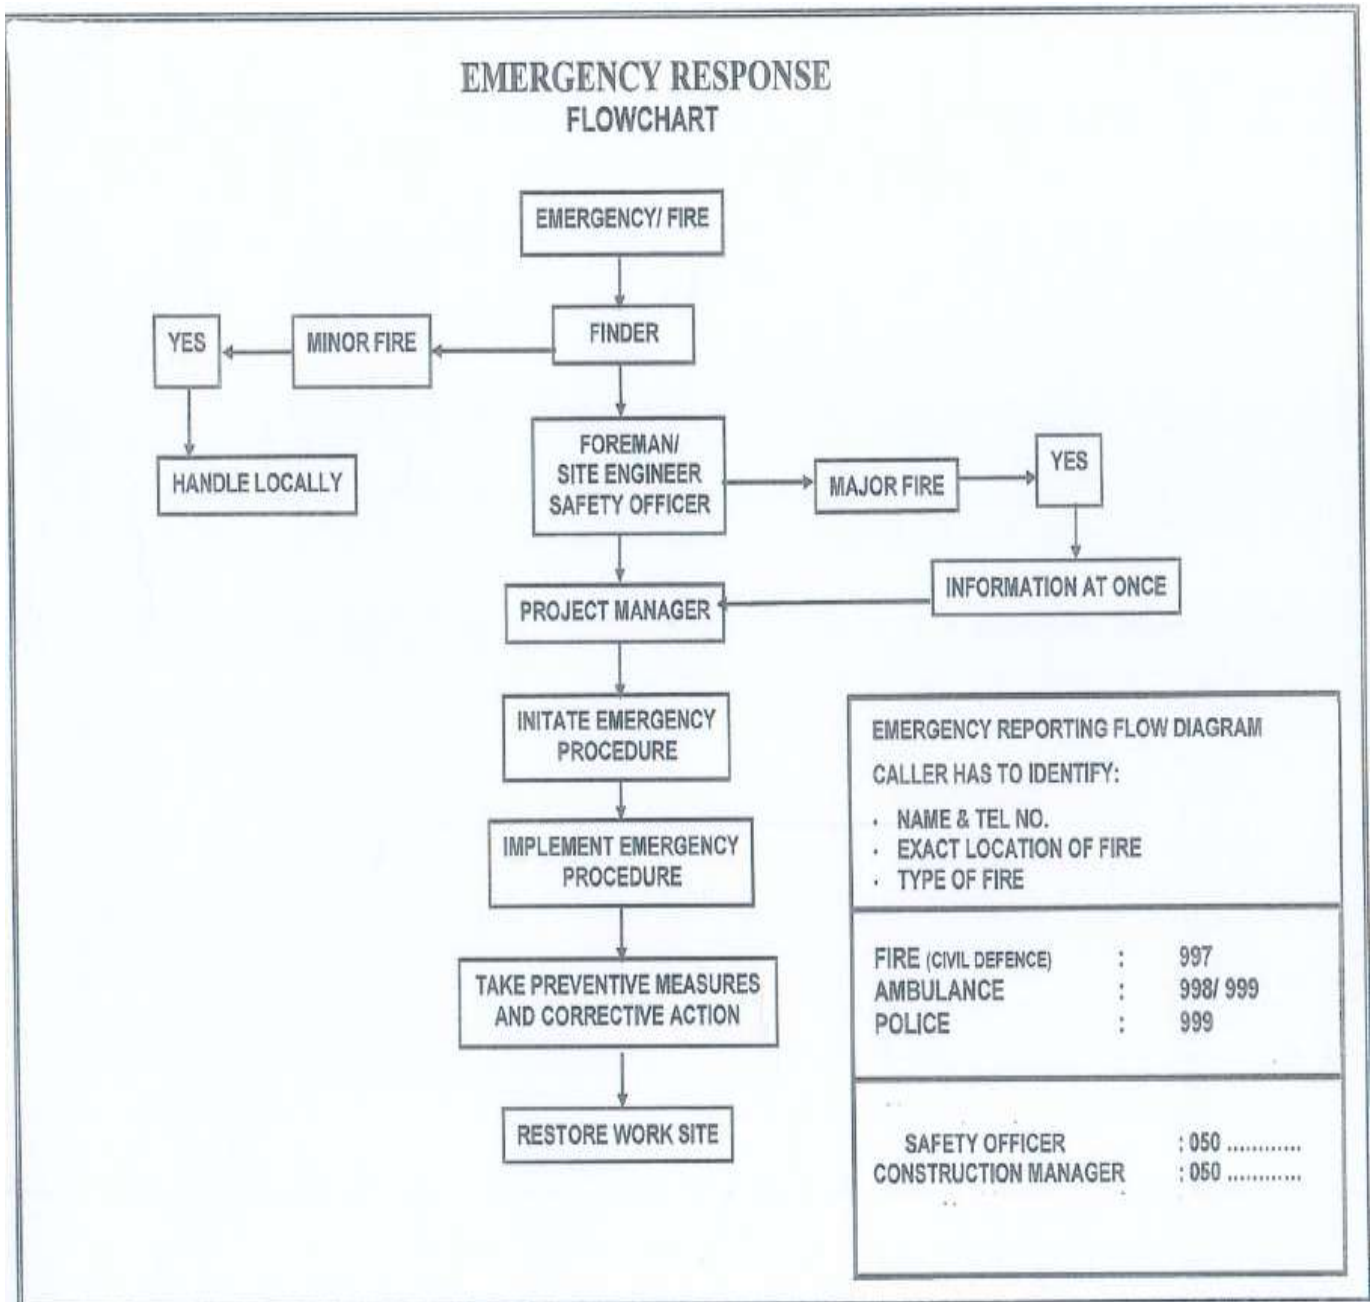 EMERGENCY RESPONSE
FLOWCHART
EMERGENCY/ FIRE
FINDER
MINOR FIRE
YES
HANDLE LOCALLY
FOREMAN/
SITE ENGINEER
SAFETY OFFICER
MAJOR FIRE
YES
INFORMATION AT ONCE
PROJECT MANAGER
INITATE EMERGENCY
PROCEDURE
IMPLEMENT EMERGENCY
PROCEDURE
TAKE PREVENTIVE MEASURES
AND CORRECTIVE ACTION
RESTORE WORK SITE
EMERGENCY REPORTING FLOW DIAGRAM
CALLER HAS TO IDENTIFY:
· NAME & TEL NO.
· EXACT LOCATION OF FIRE
· TYPE OF FIRE
FIRE (CIVIL DEFENCE) : 997
AMBULANCE : 998/ 999
POLICE : 999
SAFETY OFFICER : 050 ............
CONSTRUCTION MANAGER : 050 ............